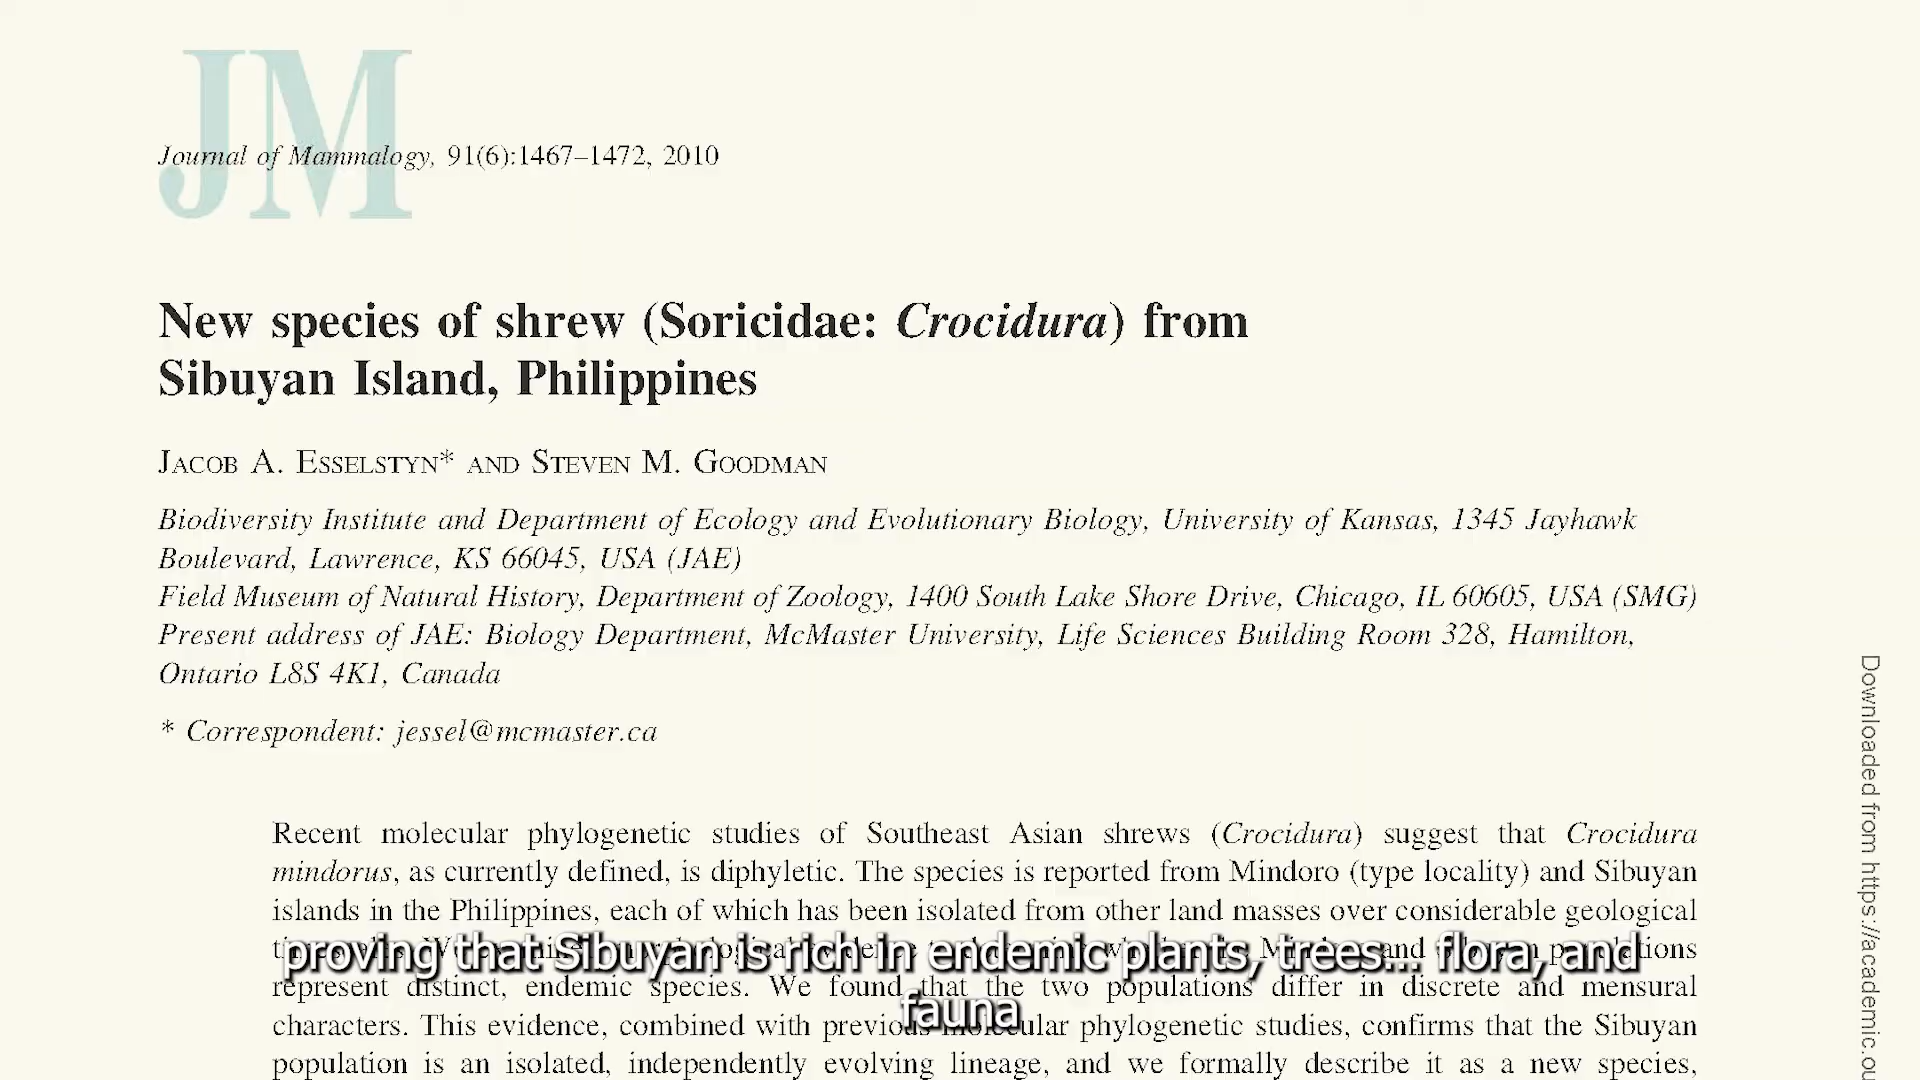 JM
Journal of Mammalogy, 91(6):1467–1472, 2010
New species of shrew (Soricidae: Crocidura) from
Sibuyan Island, Philippines
JACOB A. ESSELSTYN* AND STEVEN M. GOODMAN
Biodiversity Institute and Department of Ecology and Evolutionary Biology, University of Kansas, 1345 Jayhawk
Boulevard, Lawrence, KS 66045, USA (JAE)
Field Museum of Natural History, Department of Zoology, 1400 South Lake Shore Drive, Chicago, IL 60605, USA (SMG)
Present address of JAE: Biology Department, McMaster University, Life Sciences Building Room 328, Hamilton,
Ontario L8S 4K1, Canada
* Correspondent: jessel@mcmaster.ca
Recent molecular phylogenetic studies of Southeast Asian shrews (Crocidura) suggest that Crocidura
mindorus, as currently defined, is diphyletic. The species is reported from Mindoro (type locality) and Sibuyan
islands in the Philippines, each of which has been isolated from other land masses over considerable geological
represent distinct, endemic species. We found that the two populations differ in discrete and mensural
characters. This evidence, combined with previous molecular phylogenetic studies, confirms that the Sibuyan
population is an isolated, independently evolving lineage, and we formally describe it as a new species,
proving that Sibuyan is rich in endemic plants, trees... flora, and
fauna
Downloaded from https://academic.ou